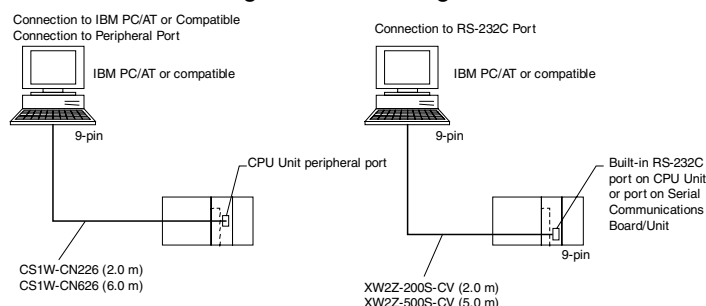 Connection to IBM PC/AT or Compatible
Connection to Peripheral Port
IBM PC/AT or compatible
9-pin
CPU Unit peripheral port
CS1W-CN226 (2.0 m)
CS1W-CN626 (6.0 m)
Connection to RS-232C Port
IBM PC/AT or compatible
9-pin
Built-in RS-232C
port on CPU Unit
or port on Serial
Communications
Board/Unit
9-pin
XW2Z-200S-CV (2.0 m)
XW2Z-500S-CV (5.0 m)